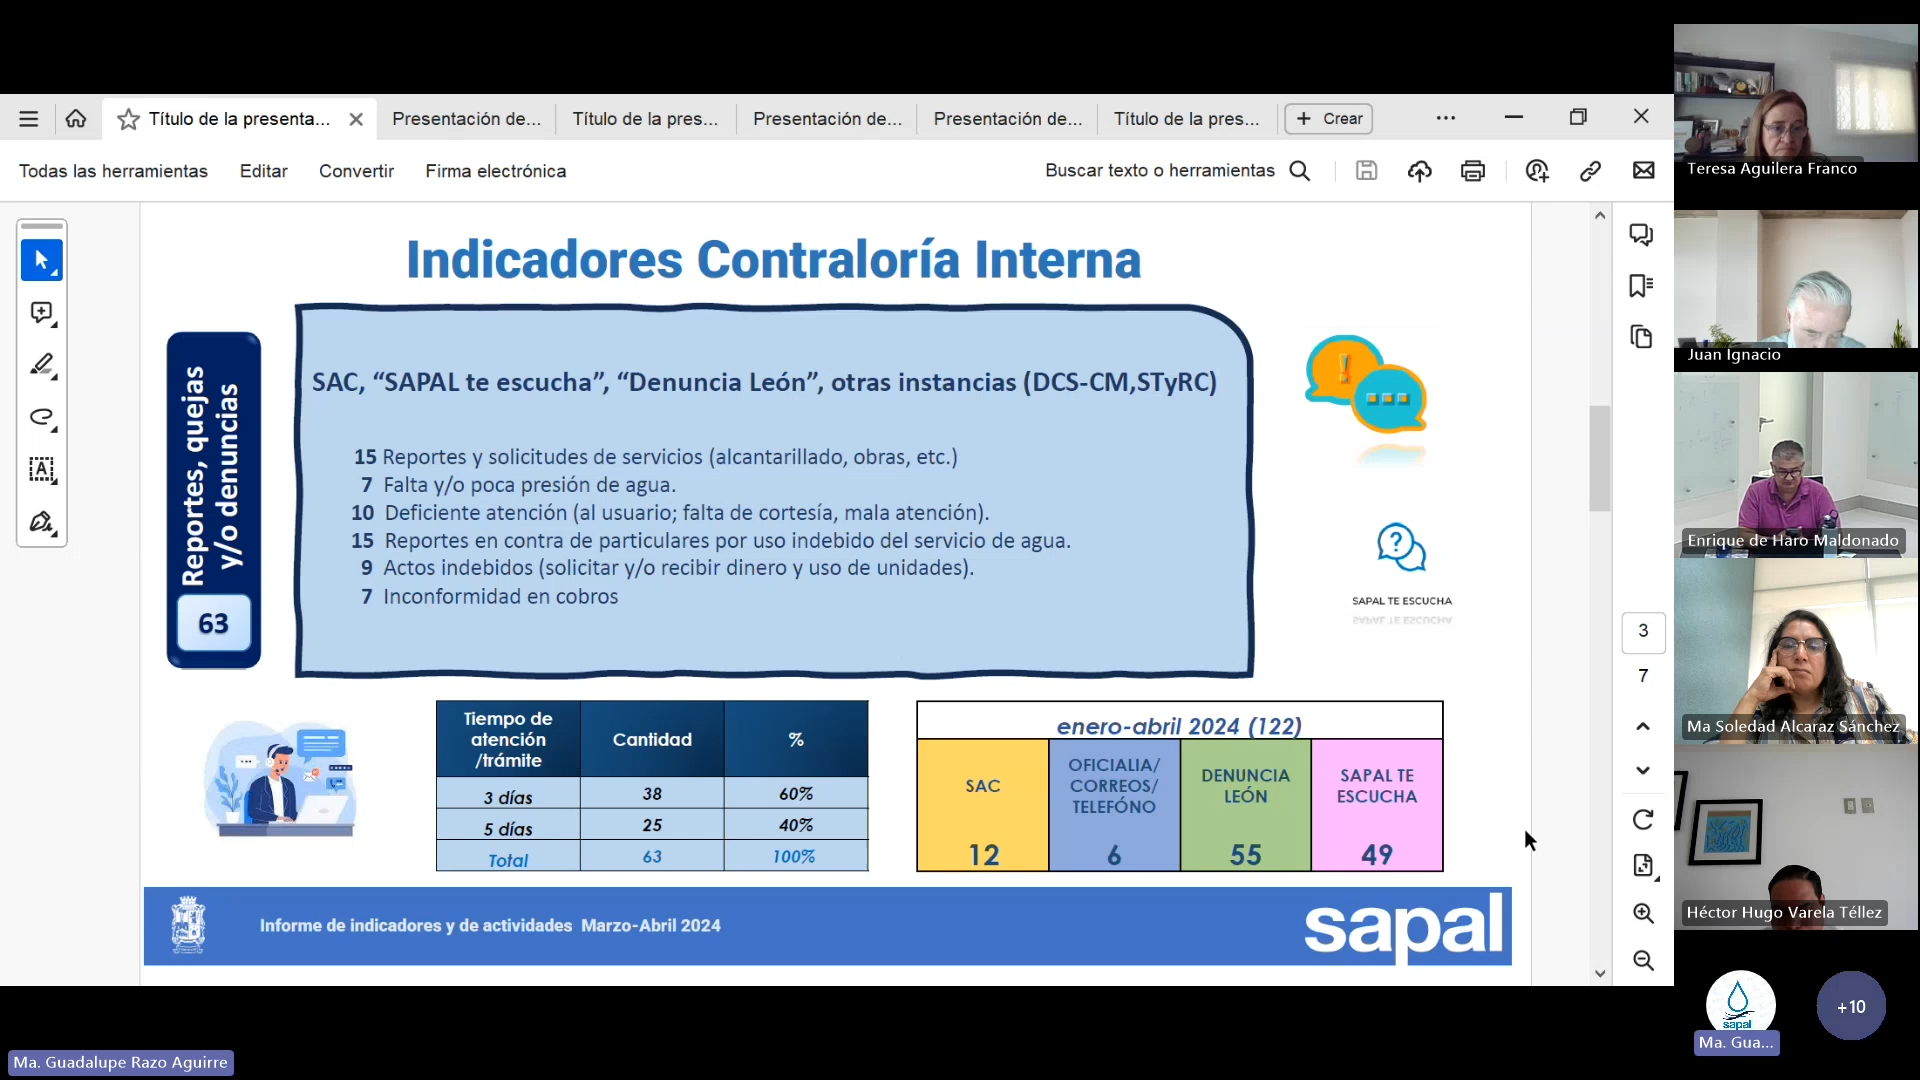 Título de la presenta...
Presentación de...
Título de la pres...
Presentación de...
Presentación de...
Título de la pres...
Crear
Todas las herramientas
Editar
Convertir
Firma electrónica
Buscar texto o herramientas
Indicadores Contraloría Interna
Reportes, quejas
y/o denuncias
63
SAC, “SAPAL te escucha”, “Denuncia León”, otras instancias (DCS-CM,STyRC)
15 Reportes y solicitudes de servicios (alcantarillado, obras, etc.)
7 Falta y/o poca presión de agua.
10 Deficiente atención (al usuario; falta de cortesía, mala atención).
15 Reportes en contra de particulares por uso indebido del servicio de agua.
9 Actos indebidos (solicitar y/o recibir dinero y uso de unidades).
7 Inconformidad en cobros
SAPAL TE ESCUCHA
Tiempo de
atención
/trámite
Cantidad
%
3 días 38 60%
5 días 25 40%
Total 63 100%
enero-abril 2024 (122)
SAC
12
OFICIALIA/
CORREOS/
TELEFÓNO
6
DENUNCIA
LEÓN
55
SAPAL TE
ESCUCHA
49
Informe de indicadores y de actividades Marzo-Abril 2024
sapal
3
7
Teresa Aguilera Franco
Juan Ignacio
Enrique de Haro Maldonado
Ma Soledad Alcaraz Sánchez
Héctor Hugo Varela Téllez
sapal
Ma. Gua...
+10
Ma. Guadalupe Razo Aguirre